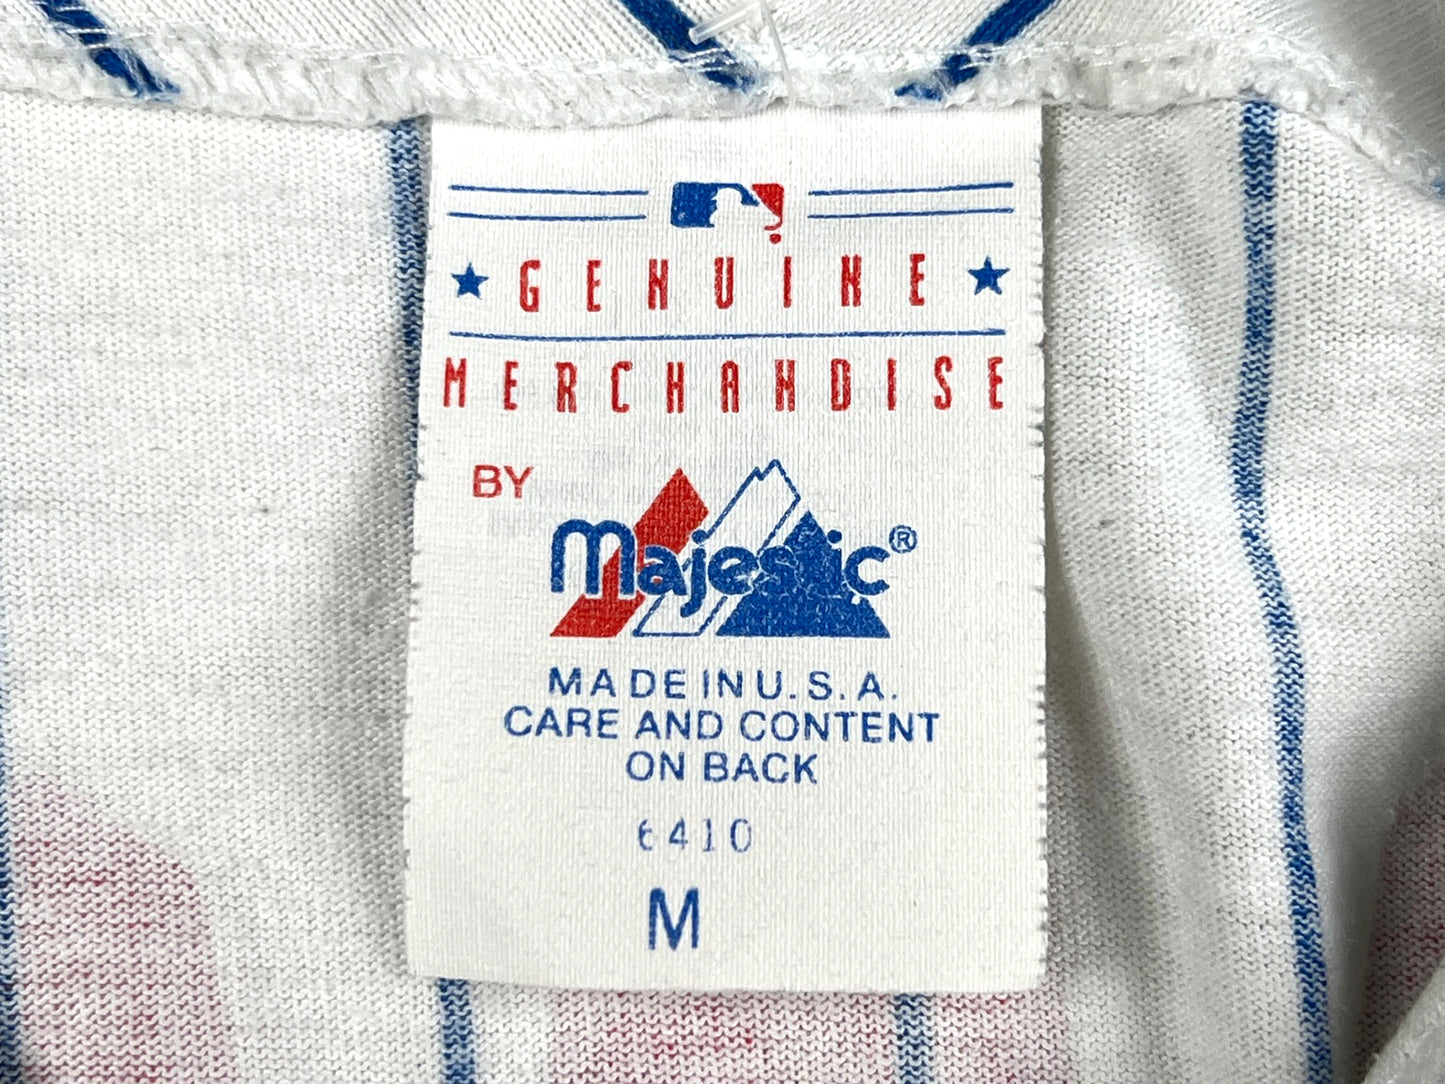 GENUINE
MERCHANDISE
BY
Majestic®
MADE IN U.S.A.
CARE AND CONTENT
ON BACK
6410
M